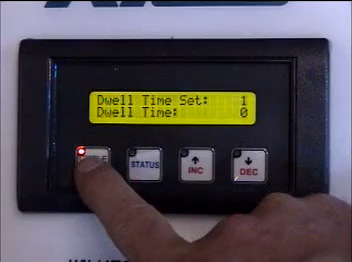 Dwell Time Set: 1
Dwell Time: 0
STATUS
INC
DEC